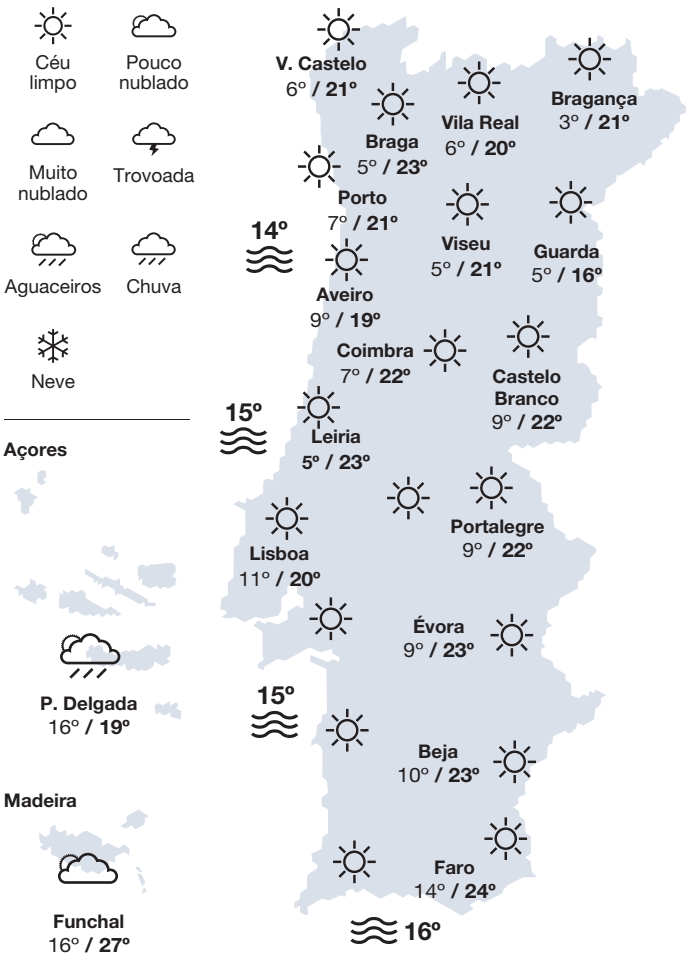 Céu
limpo
Pouco
nublado
Muito
nublado
Trovoada
Aguaceiros
Chuva
Neve
Açores
P. Delgada
16º / 19º
Madeira
Funchal
16º / 27º
V. Castelo
6º / 21º
Braga
5º / 23º
Vila Real
6º / 20º
Bragança
3º / 21º
Porto
7º / 21º
14º
Viseu
5º / 21º
Guarda
5º / 16º
Aveiro
9º / 19º
Coimbra
7º / 22º
Castelo
Branco
9º / 22º
15º
Leiria
5º / 23º
Portalegre
9º / 22º
Lisboa
11º / 20º
Évora
9º / 23º
15º
Beja
10º / 23º
Faro
14º / 24º
16º